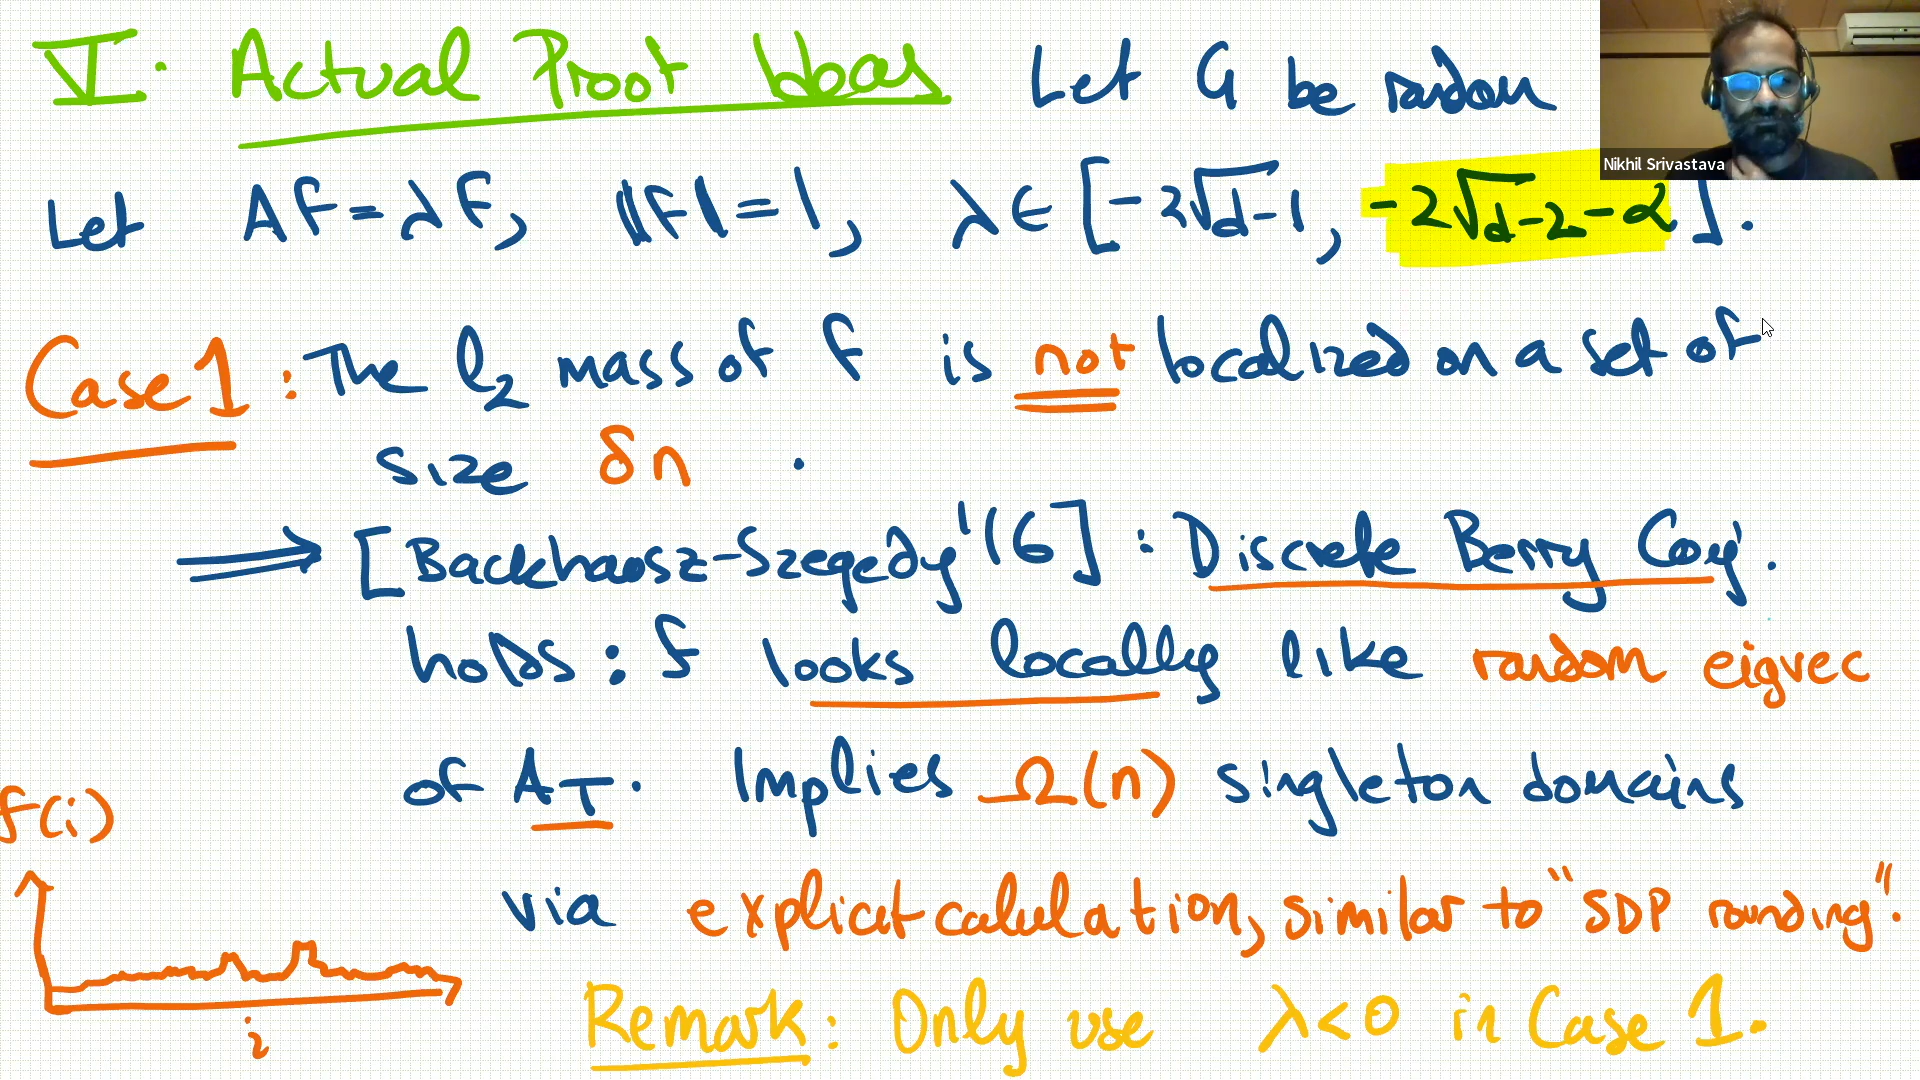 V. Actual Proof Ideas Let G be random
Nikhil Srivastava
Let Af = λf, ||f|| = 1, λ ∈ [-2√d-1, -2√d-2 - α].
Case 1: The l2 mass of f is not localized on a set of
size δn.
⟹ [Backhausz-Szegedy'16]: Discrete Berry Conj.
holds: f looks locally like random eigvec
of A_T. Implies Ω(n) singleton domains
f(i)
via explicit calculation, similar to "SDP rounding".
i
Remark: Only use λ<0 in Case 1.